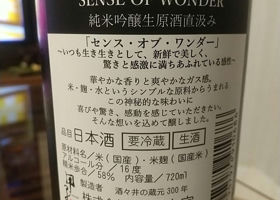 SENSE OF WONDER
純米吟醸生原酒直汲み
「センス・オブ・ワンダー」
～いつも生き生きとして、新鮮で美しく、
驚きと感激に満ちあふれている感性～
華やかな香りと爽やかなガス感。
米・麹・水というシンプルな原料からうまれる
この神秘的な味わいに
喜びや驚き、感動を感じていただきたい。
そんな想いを込めて醸しました。
品目 日本酒 要冷蔵 生酒
原材料名/米(国産)・米麹(国産米)
アルコール分/16度
精米歩合/58% 内容量/720ml
製造者 酒々井の蔵元300年